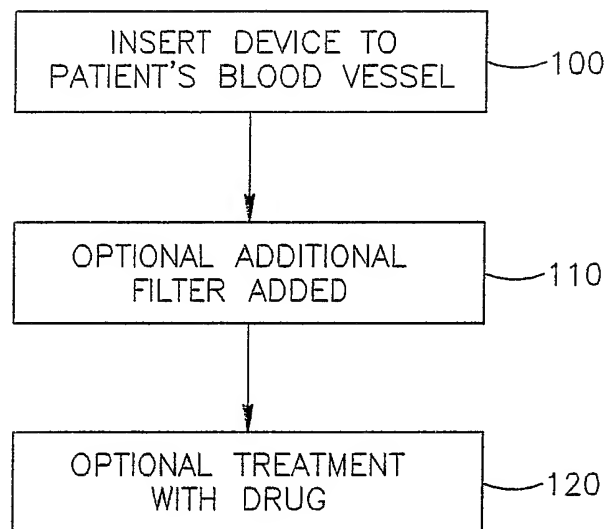 INSERT DEVICE TO
PATIENT'S BLOOD VESSEL
100
OPTIONAL ADDITIONAL
FILTER ADDED
110
OPTIONAL TREATMENT
WITH DRUG
120